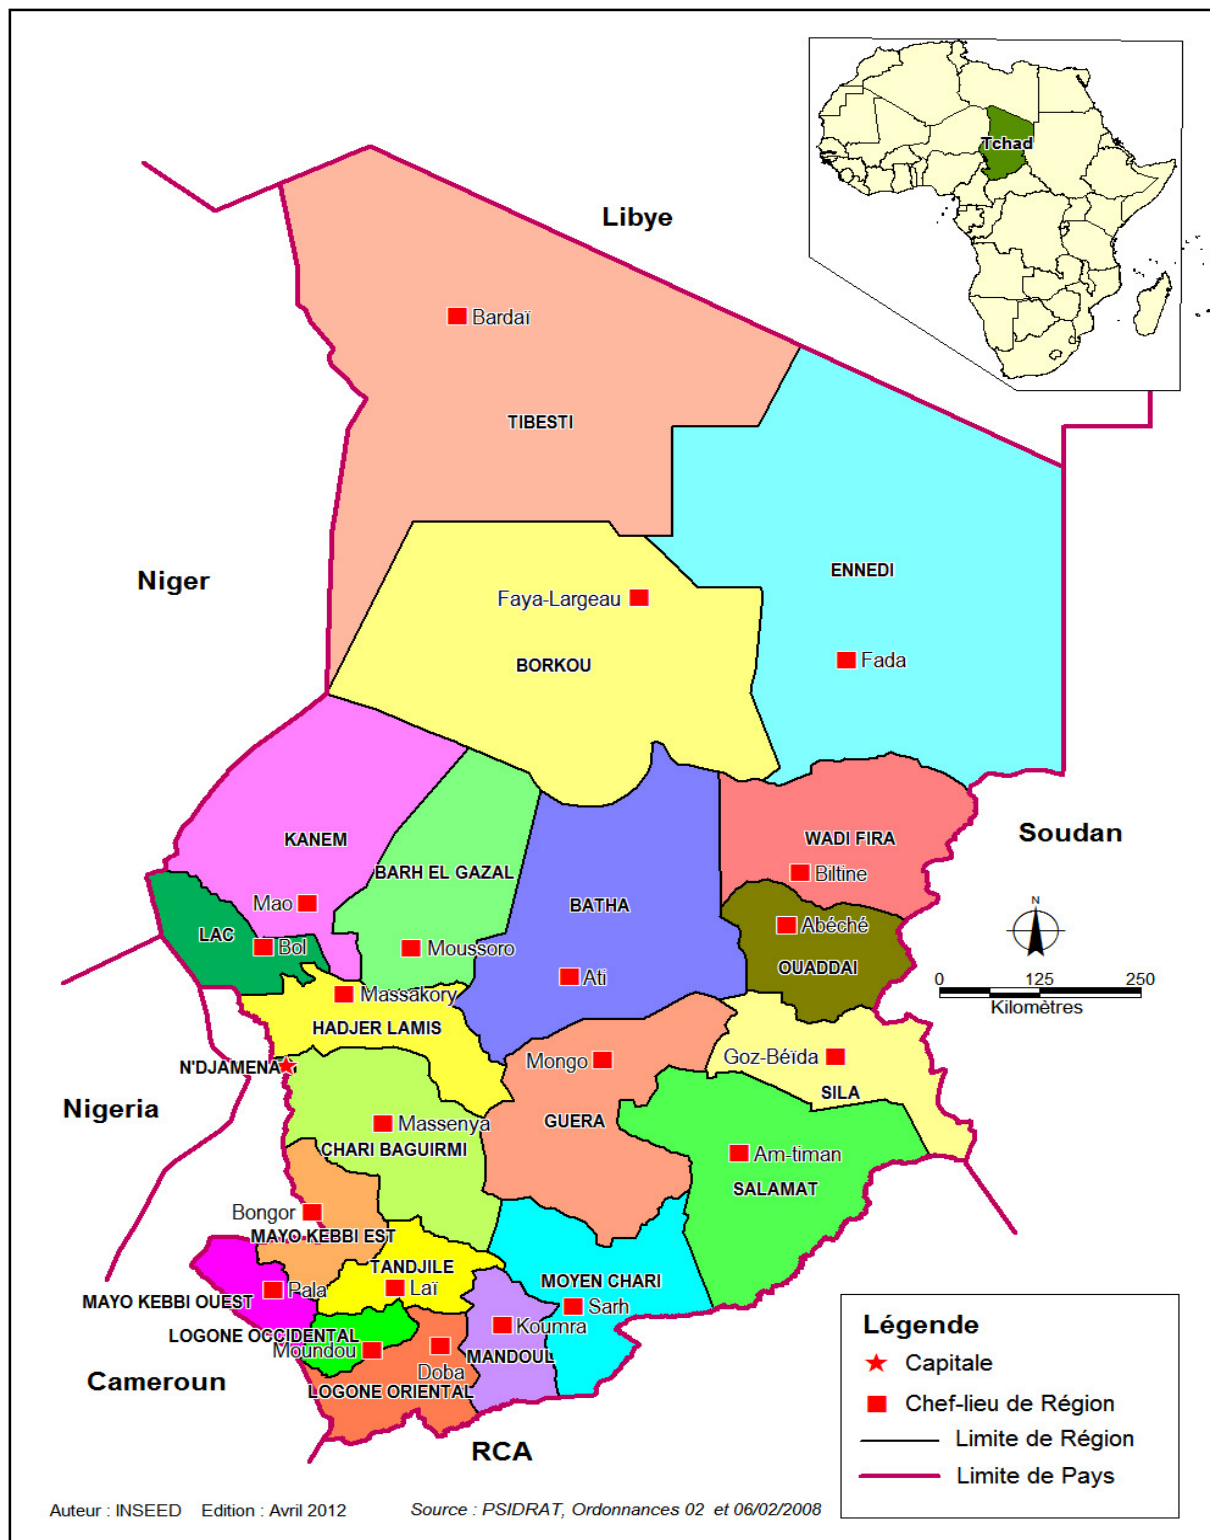 Tchad
Libye
Bardaï
TIBESTI
Niger
ENNEDI
Faya-Largeau
BORKOU
Fada
KANEM
WADI FIRA
Soudan
BARH EL GAZAL
Biltine
Mao
BATHA
N
LAC
Bol
Moussoro
Abéché
OUADDAI
Ati
0 125 250
Kilomètres
Massakory
HADJER LAMIS
N'DJAMENA
Mongo
Goz-Béïda
SILA
Nigeria
Massenya
GUERA
CHARI BAGUIRMI
Am-timan
SALAMAT
Bongor
MAYO KEBBI EST
TANDJILE
MOYEN CHARI
Pala
Laï
MAYO KEBBI OUEST
Sarh
Koumra
LOGONE OCCIDENTAL
Moundou
MANDOUL
Doba
Cameroun
LOGONE ORIENTAL
RCA
Légende
Capitale
Chef-lieu de Région
Limite de Région
Limite de Pays
Auteur : INSEED Edition : Avril 2012 Source : PSIDRAT, Ordonnances 02 et 06/02/2008